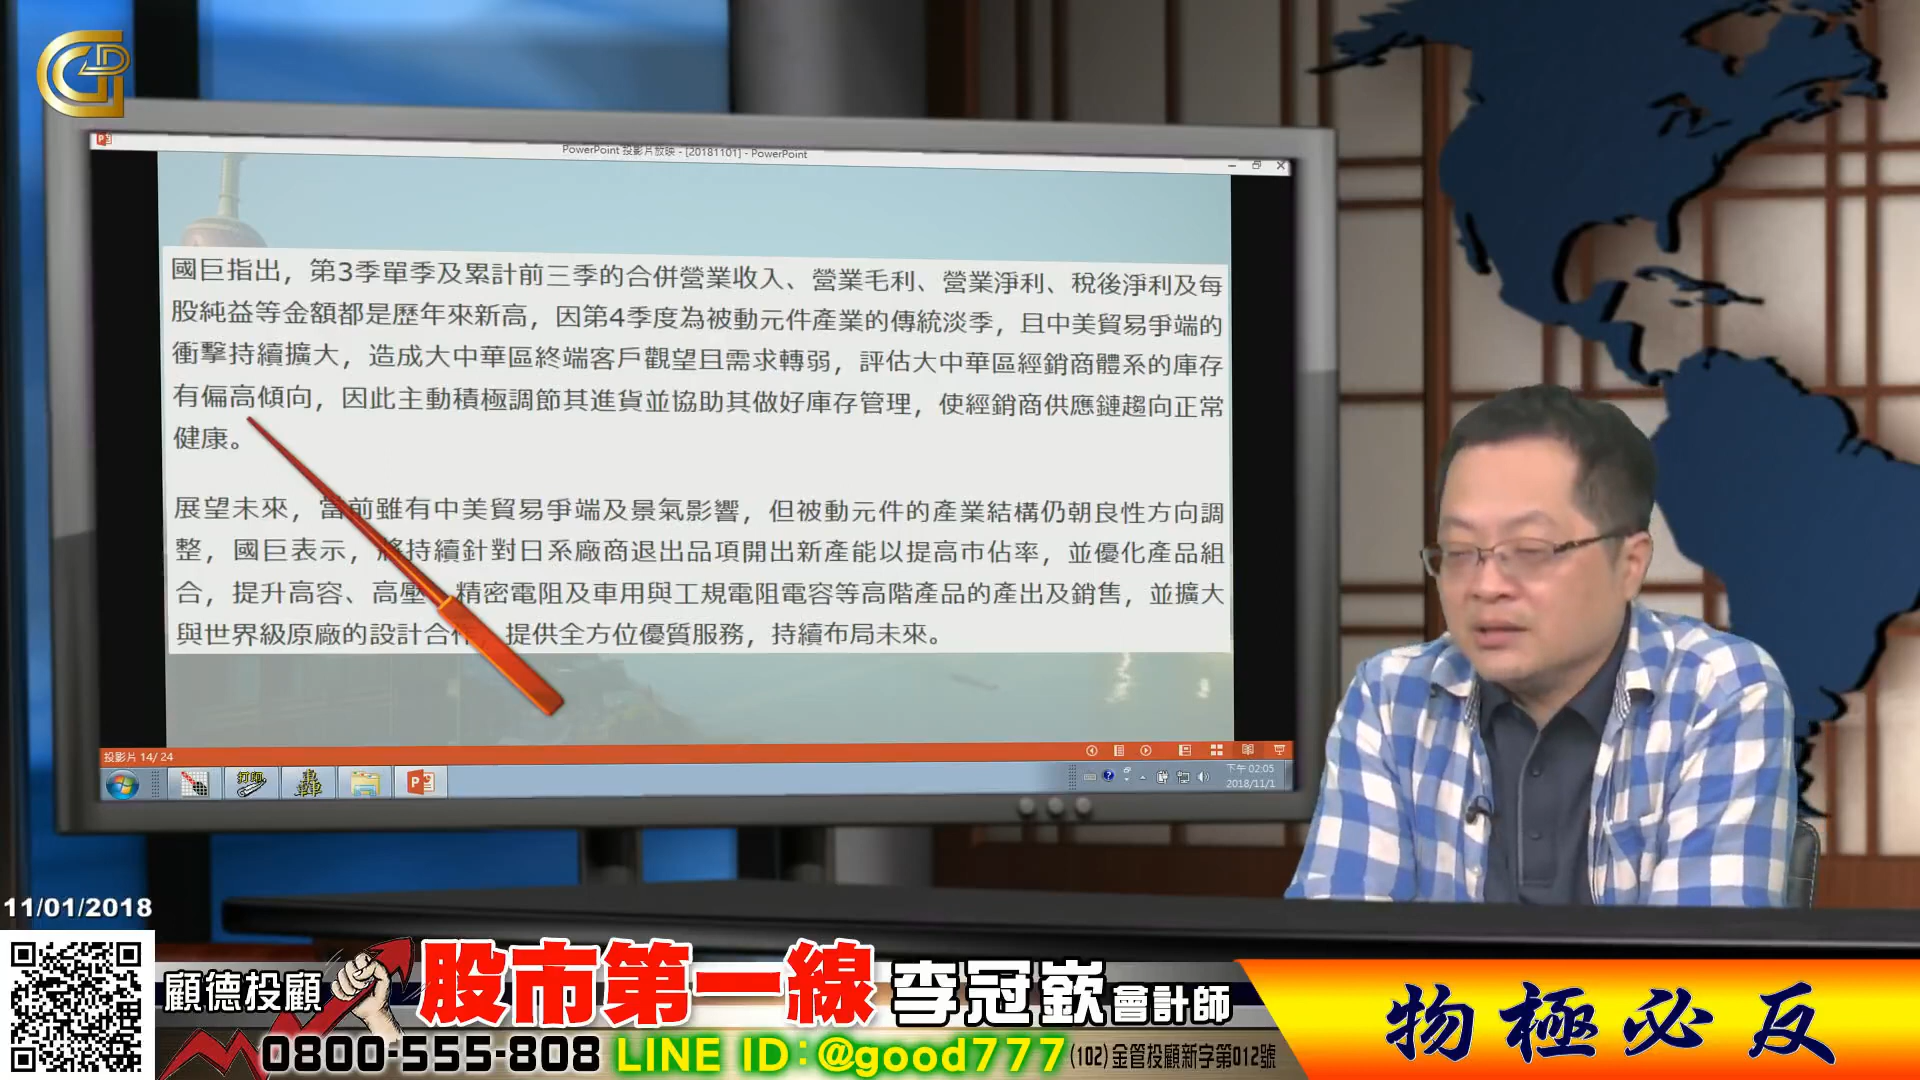 PowerPoint 投影片放映 - [20181101] - PowerPoint
國巨指出，第3季單季及累計前三季的合併營業收入、營業毛利、營業淨利、稅後淨利及每
股純益等金額都是歷年來新高，因第4季度為被動元件產業的傳統淡季，且中美貿易爭端的
衝擊持續擴大，造成大中華區終端客戶觀望且需求轉弱，評估大中華區經銷商體系的庫存
有偏高傾向，因此主動積極調節其進貨並協助其做好庫存管理，使經銷商供應鏈趨向正常
健康。
展望未來，當前雖有中美貿易爭端及景氣影響，但被動元件的產業結構仍朝良性方向調
整，國巨表示，將持續針對日系廠商退出品項開出新產能以提高市佔率，並優化產品組
合，提升高容、高壓、精密電阻及車用與工規電阻電容等高階產品的產出及銷售，並擴大
與世界級原廠的設計合作，提供全方位優質服務，持續布局未來。
投影片 14/ 24
打印
下午 02:05
2018/11/1
11/01/2018
顧德投顧
股市第一線
李冠嶔會計師
物極必反
0800-555-808
LINE ID:@good777
(102)金管投顧新字第012號